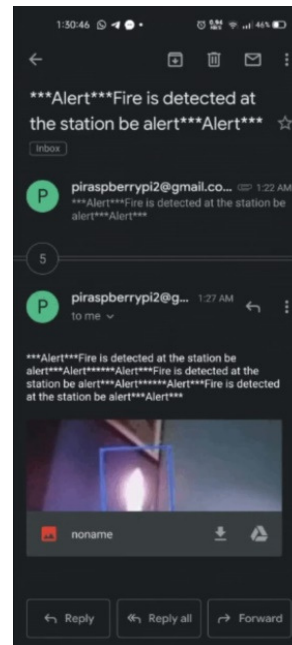 1:30:46
46%
***Alert***Fire is detected at
the station be alert***Alert***
Inbox
P
piraspberrypi2@gmail.co... 1:22 AM
***Alert***Fire is detected at the station be
alert***Alert***
5
P
piraspberrypi2@g... 1:27 AM
to me
***Alert***Fire is detected at the station be
alert***Alert******Alert***Fire is detected at the
station be alert***Alert******Alert***Fire is detected
at the station be alert***Alert***
noname
Reply
Reply all
Forward